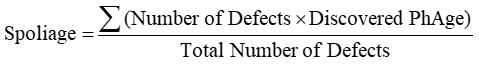 Spoliage = ∑(Number of Defects × Discovered PhAge) / Total Number of Defects